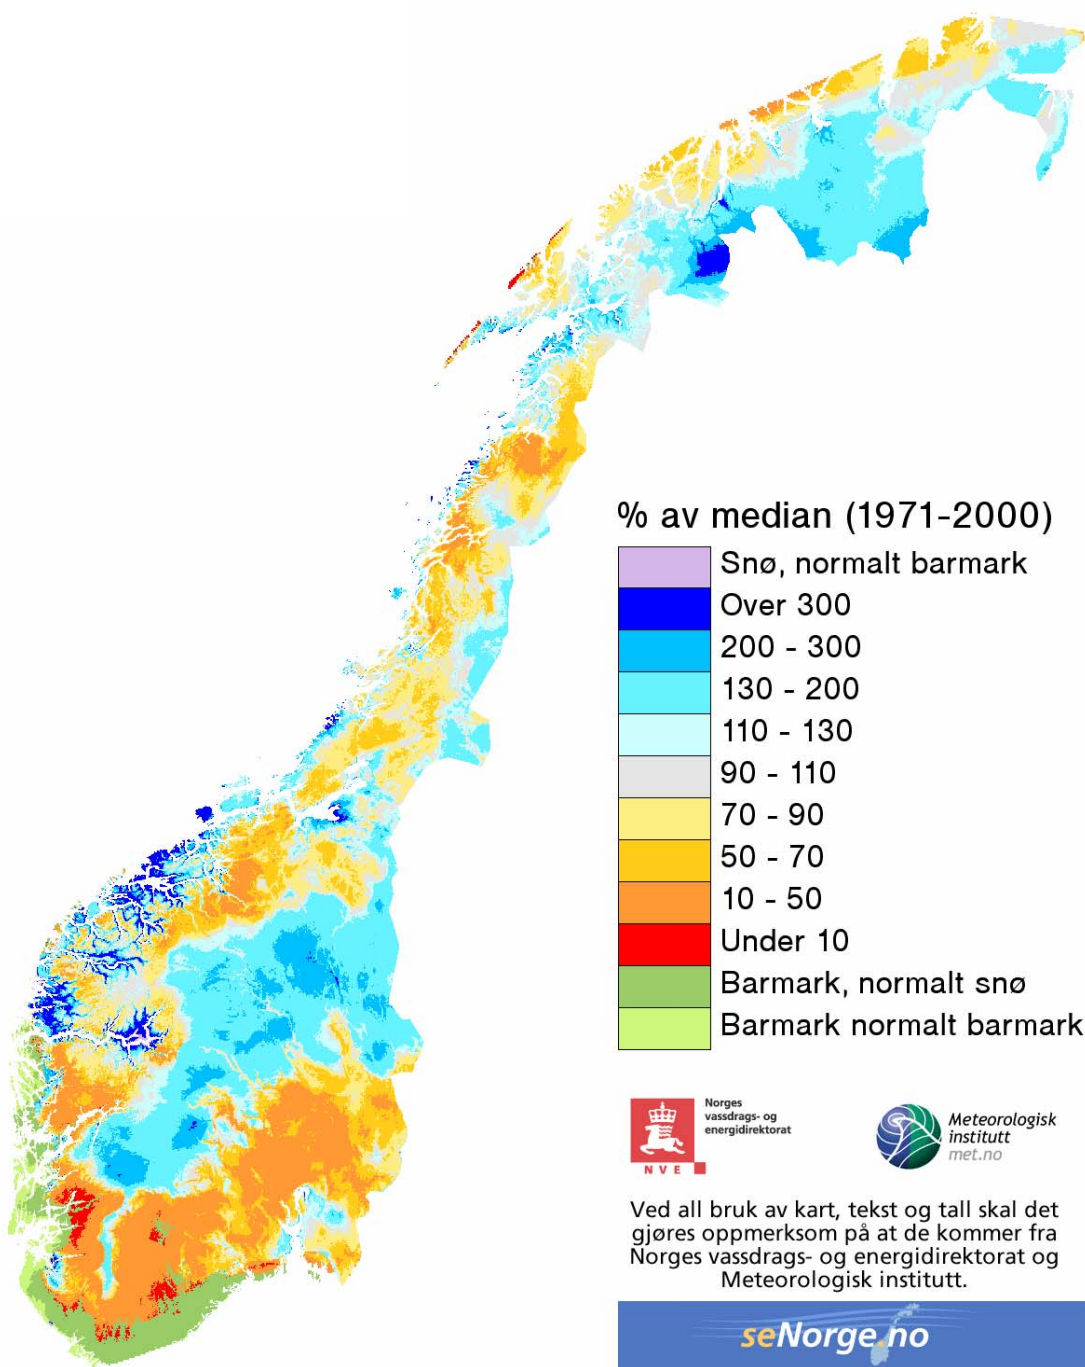 % av median (1971-2000)
Snø, normalt barmark
Over 300
200 - 300
130 - 200
110 - 130
90 - 110
70 - 90
50 - 70
10 - 50
Under 10
Barmark, normalt snø
Barmark normalt barmark
Norges
vassdrags- og
energidirektorat
NVE
Meteorologisk
institutt
met.no
Ved all bruk av kart, tekst og tall skal det
gjøres oppmerksom på at de kommer fra
Norges vassdrags- og energidirektorat og
Meteorologisk institutt.
seNorge.no